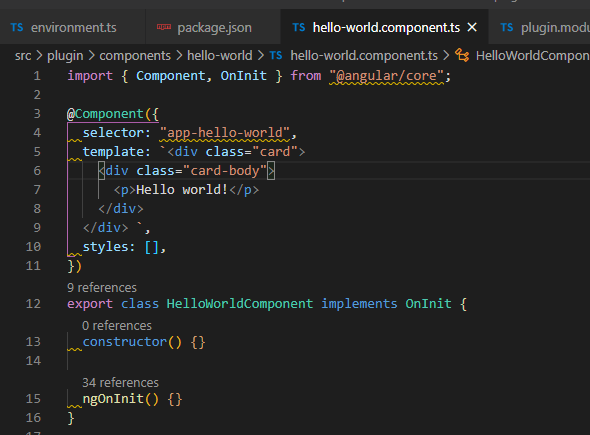 TS environment.ts package.json TS hello-world.component.ts × TS plugin.modu
src > plugin > components > hello-world > TS hello-world.component.ts > HelloWorldCompon
1 import { Component, OnInit } from "@angular/core";
2
3 @Component({
4   selector: "app-hello-world",
5   template: `<div class="card">
6     <div class="card-body">
7       <p>Hello world!</p>
8     </div>
9   </div> `,
10   styles: [],
11 })
9 references
12 export class HelloWorldComponent implements OnInit {
0 references
13   constructor() {}
14
34 references
15   ngOnInit() {}
16 }
17